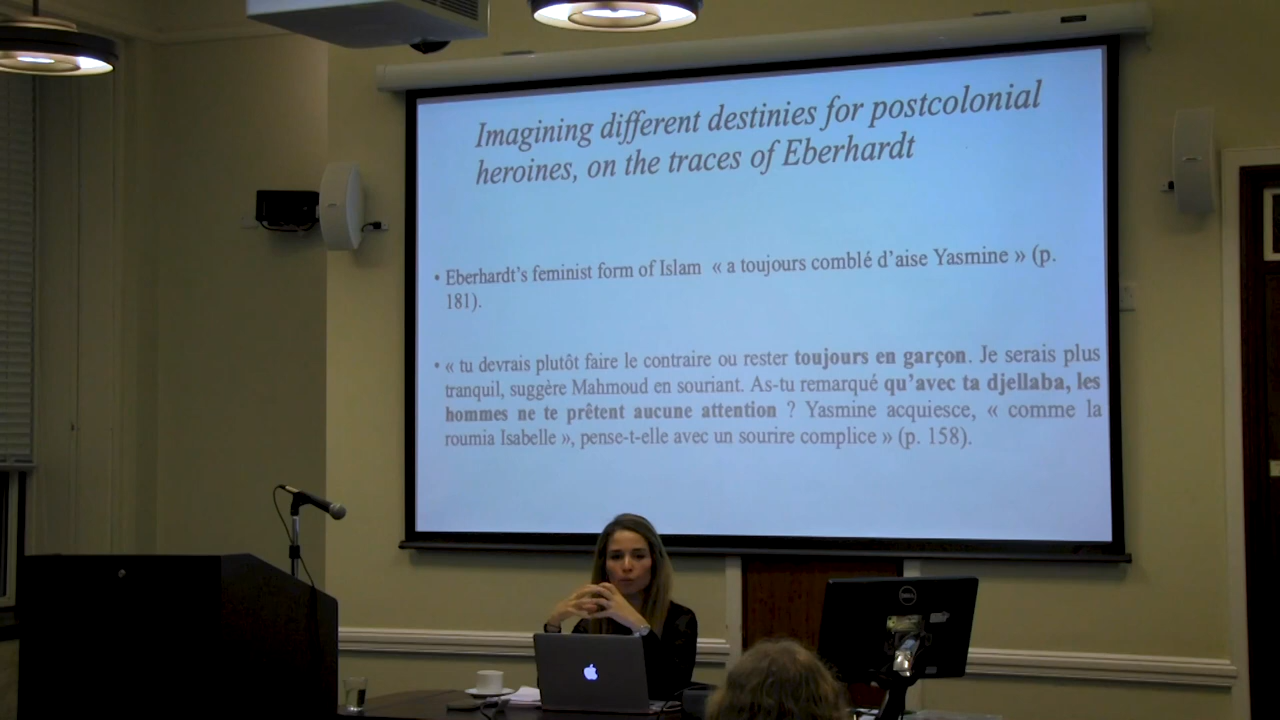 Imagining different destinies for postcolonial
heroines, on the traces of Eberhardt
• Eberhardt's feminist form of Islam « a toujours comblé d'aise Yasmine » (p.
181).
• « tu devrais plutôt faire le contraire ou rester toujours en garçon. Je serais plus
tranquil, suggère Mahmoud en souriant. As-tu remarqué qu'avec ta djellaba, les
hommes ne te prêtent aucune attention ? Yasmine acquiesce, « comme la
roumia Isabelle », pense-t-elle avec un sourire complice » (p. 158).
DELL